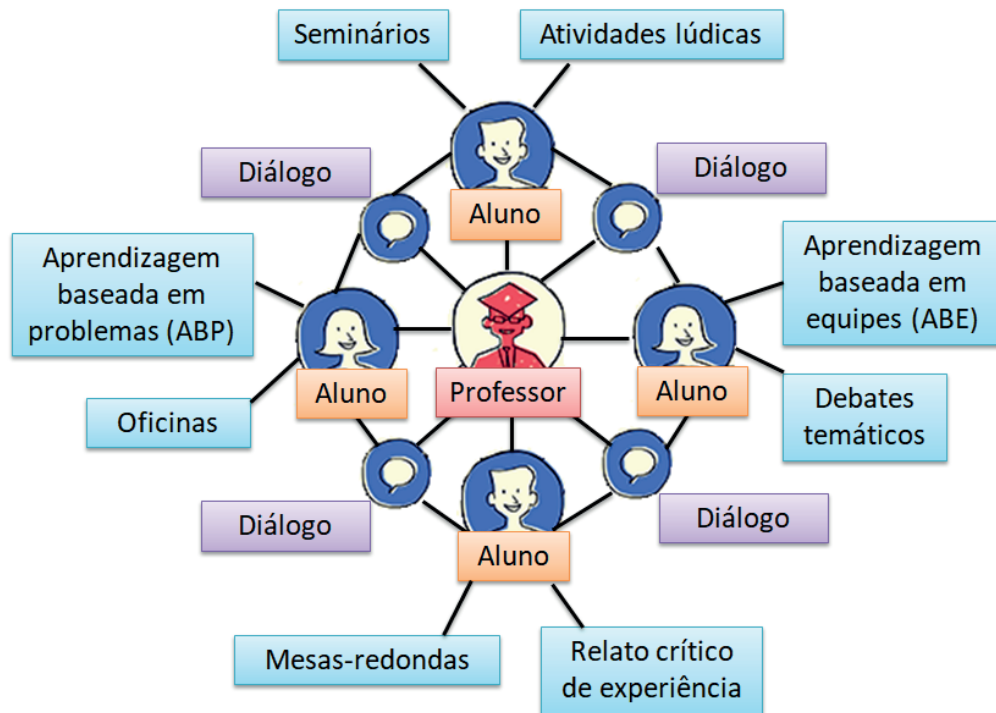 Seminários
Atividades lúdicas
Diálogo
Diálogo
Aluno
Aprendizagem
baseada em
problemas (ABP)
Aprendizagem
baseada em
equipes (ABE)
Aluno
Professor
Aluno
Oficinas
Debates
temáticos
Diálogo
Diálogo
Aluno
Mesas-redondas
Relato crítico
de experiência